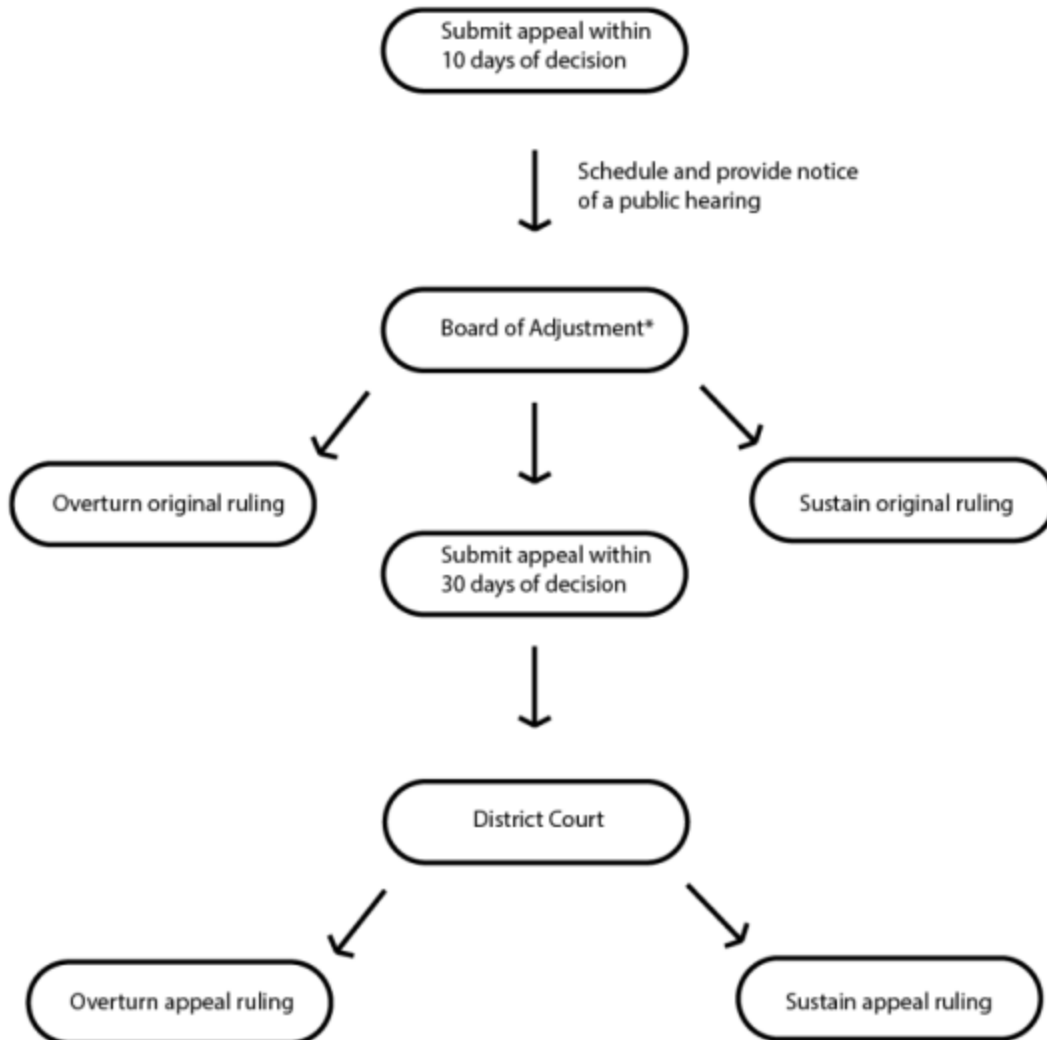 Submit appeal within
10 days of decision
Schedule and provide notice
of a public hearing
Board of Adjustment*
Overturn original ruling
Sustain original ruling
Submit appeal within
30 days of decision
District Court
Overturn appeal ruling
Sustain appeal ruling